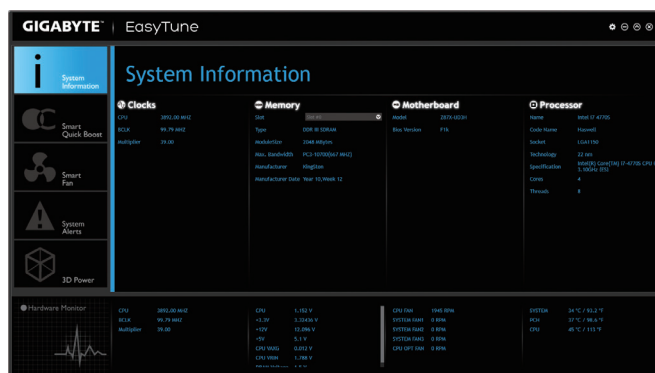 GIGABYTE™ EasyTune
System Information
System Information
Smart Quick Boost
Smart Fan
System Alerts
3D Power
Clocks
CPU 3892.00 MHZ
BCLK 99.79 MHZ
Multiplier 39.00
Memory
Slot
Type DDR III SDRAM
ModuleSize 2048 MBytes
Max. Bandwidth PC3-10700(667 MHZ)
Manufacturer Kingston
Manufacturer Date Year 10,Week 12
Motherboard
Model Z87X-UD3H
Bios Version F1k
Processor
Name Intel i7 4770S
Code Name Haswell
Socket LGA1150
Technology 22 nm
Specification Intel(R) Core(TM) i7-4770S CPU
3.10GHz (ES)
Cores 4
Threads 8
Hardware Monitor
CPU 3892.00 MHZ
BCLK 99.79 MHZ
Multiplier 39.00
CPU 1.152 V
+3.3V 3.32436 V
+12V 12.096 V
+5V 5.1 V
CPU VAXG 0.012 V
CPU VRIN 1.788 V
CPU FAN 1945 RPM
SYSTEM FAN1 0 RPM
SYSTEM FAN2 0 RPM
SYSTEM FAN3 0 RPM
CPU OPT FAN 0 RPM
SYSTEM 34 °C / 93.2 °F
PCH 37 °C / 98.6 °F
CPU 45 °C / 113 °F